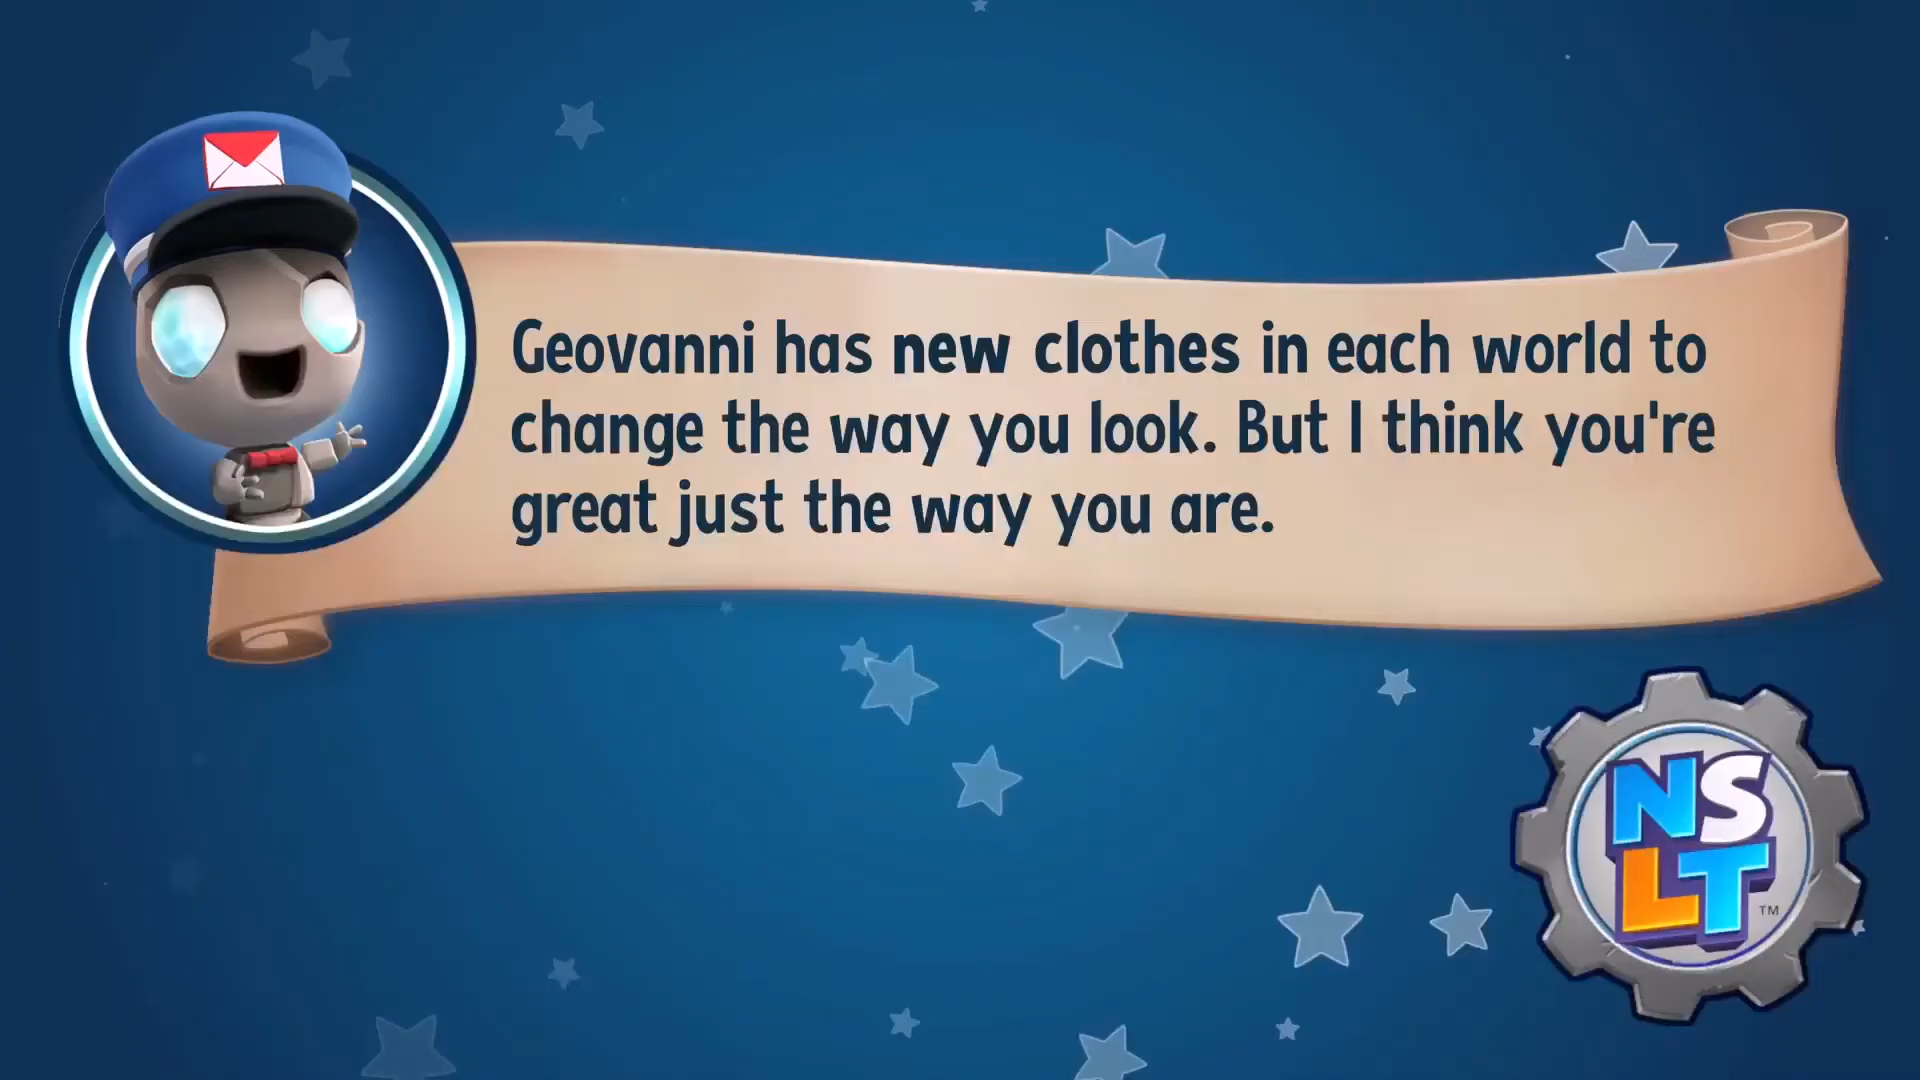 Geovanni has new clothes in each world to
change the way you look. But I think you're
great just the way you are.
NS
LT
TM